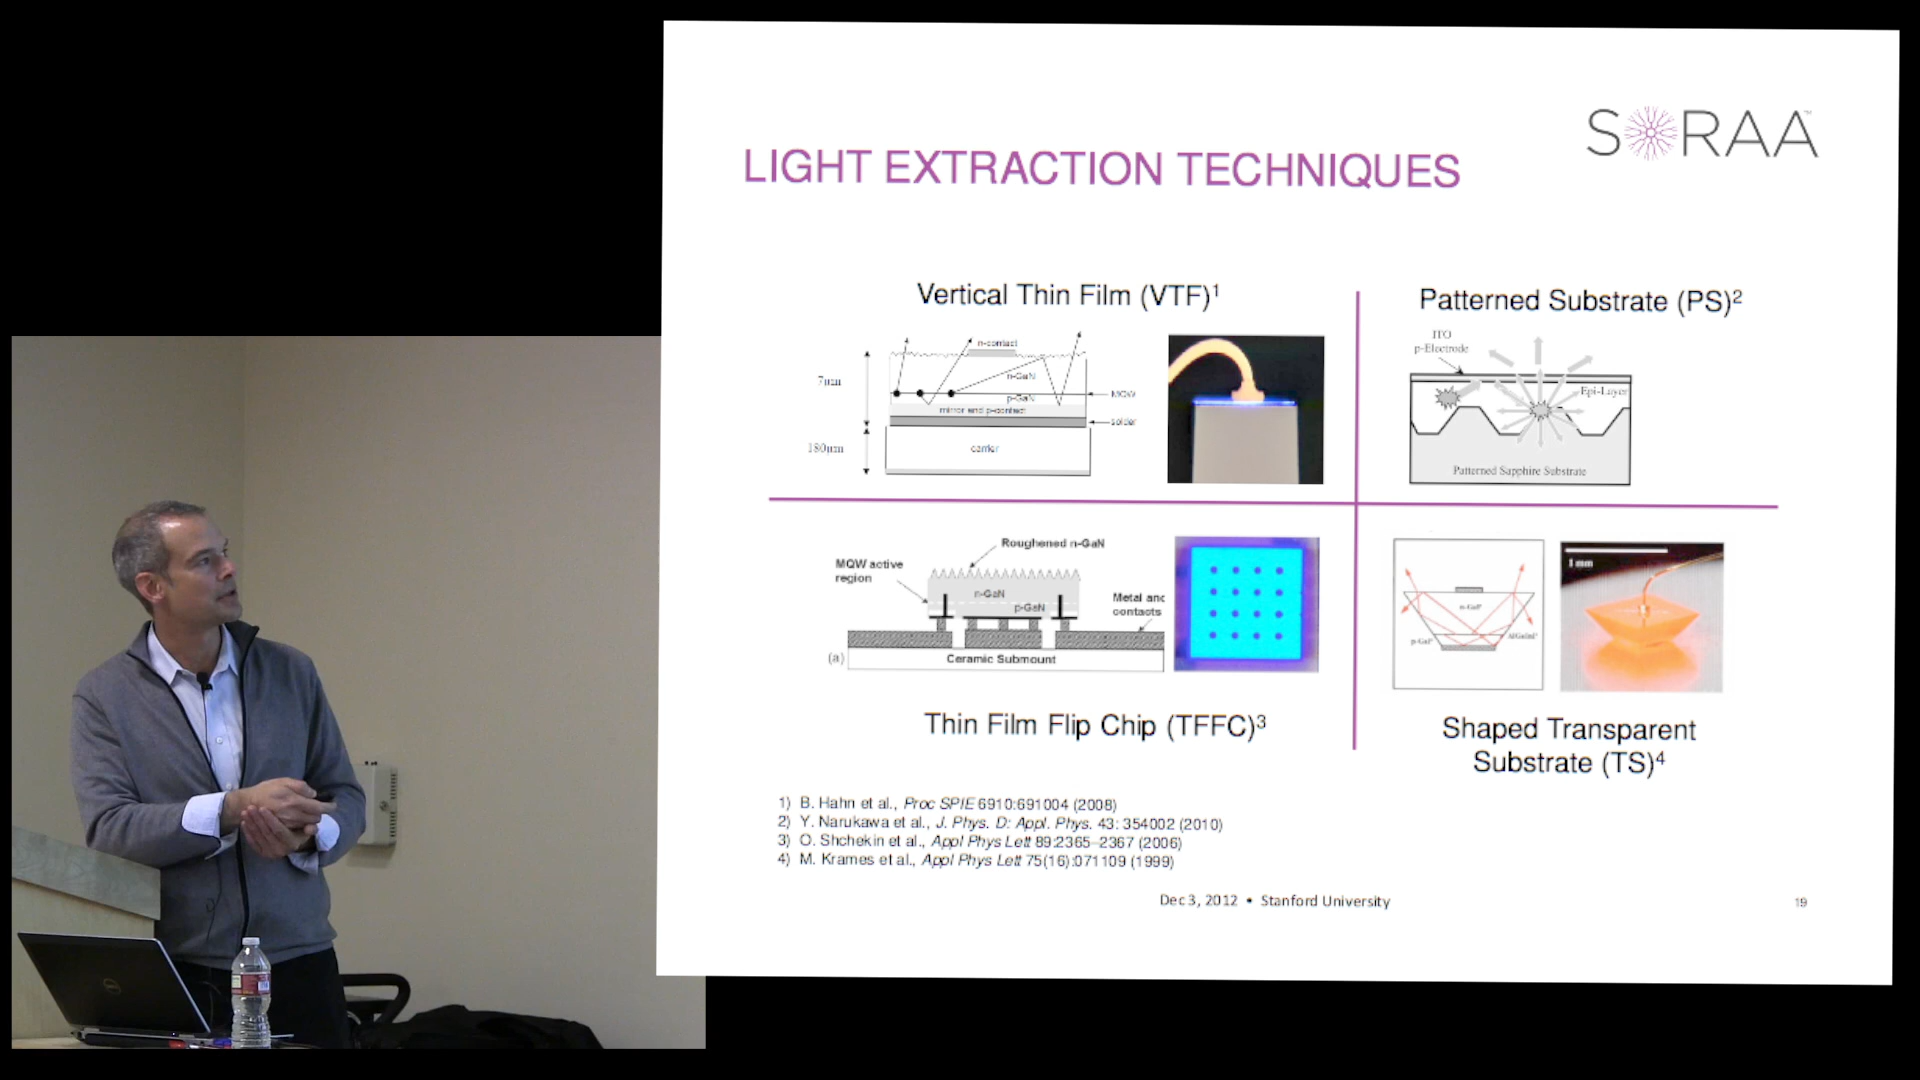 SORAA
LIGHT EXTRACTION TECHNIQUES
Vertical Thin Film (VTF)1
n-contact
7µm
n-GaN
p-GaN
MQW
mirror and p-contact
solder
180µm
carrier
Patterned Substrate (PS)2
ITO
p-Electrode
Epi-Layer
Patterned Sapphire Substrate
Roughened n-GaN
MQW active
region
n-GaN
p-GaN
Metal and
contacts
(a)
Ceramic Submount
Thin Film Flip Chip (TFFC)3
n-GaP
p-GaP
AlGaInP
1 mm
Shaped Transparent
Substrate (TS)4
1) B. Hahn et al., Proc SPIE 6910:691004 (2008)
2) Y. Narukawa et al., J. Phys. D: Appl. Phys. 43: 354002 (2010)
3) O. Shchekin et al., Appl Phys Lett 89:2365–2367 (2006)
4) M. Krames et al., Appl Phys Lett 75(16):071109 (1999)
Dec 3, 2012 • Stanford University
19